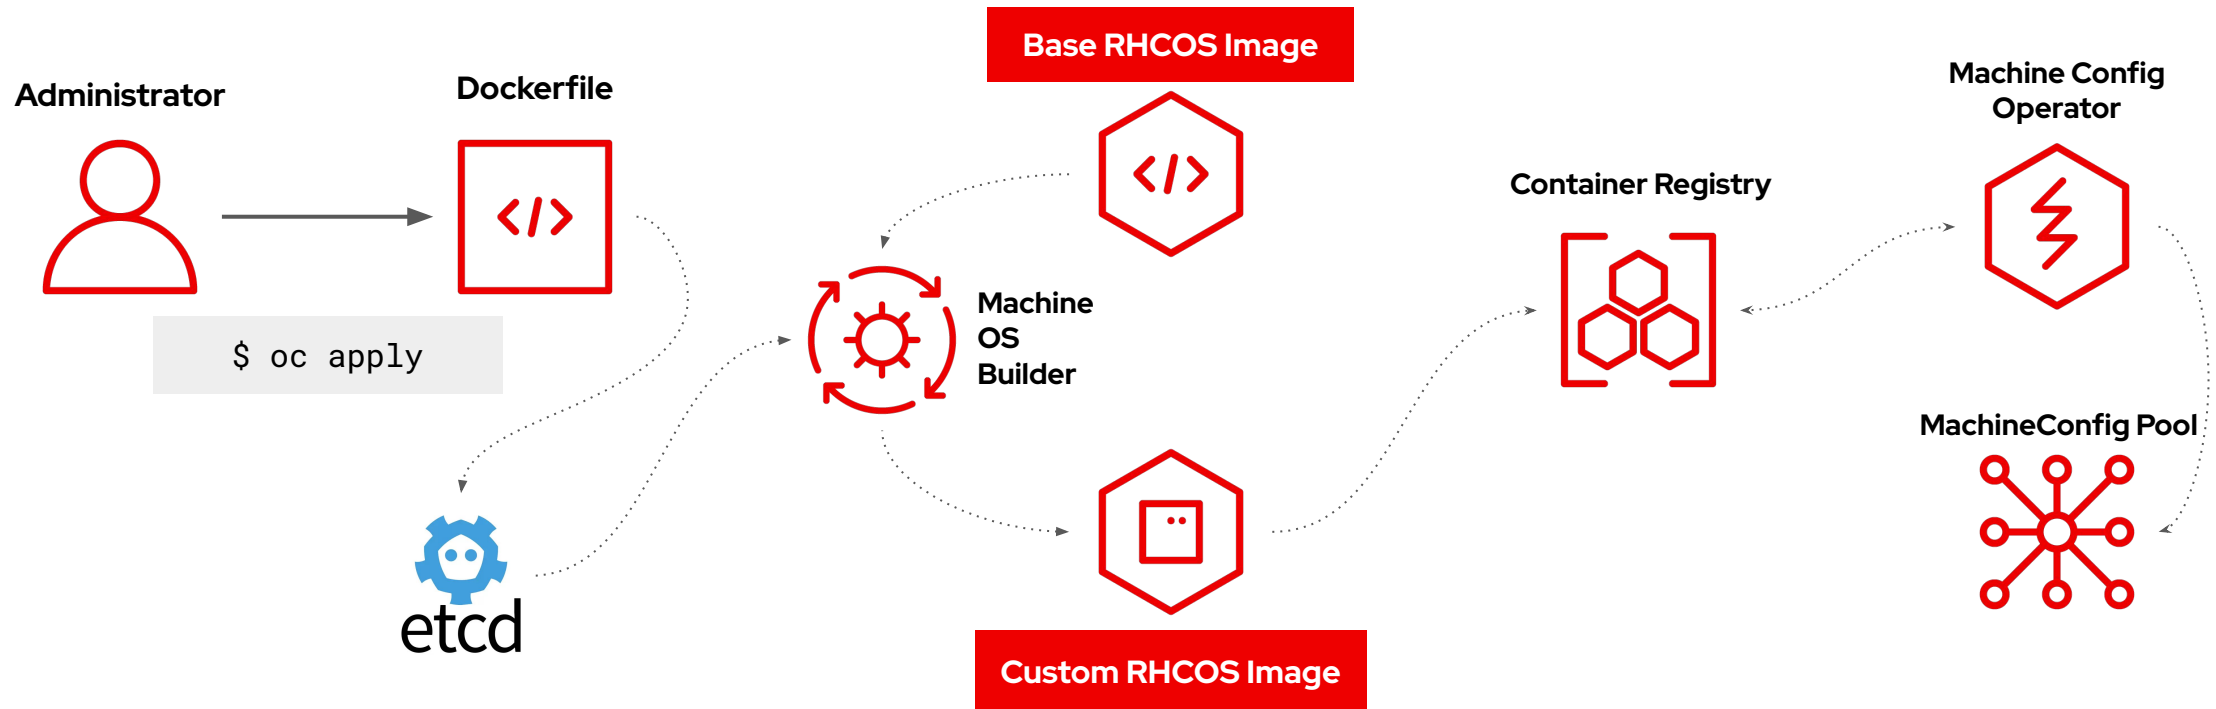 Administrator
Dockerfile
$ oc apply
etcd
Base RHCOS Image
Machine
OS
Builder
Custom RHCOS Image
Container Registry
Machine Config
Operator
MachineConfig Pool